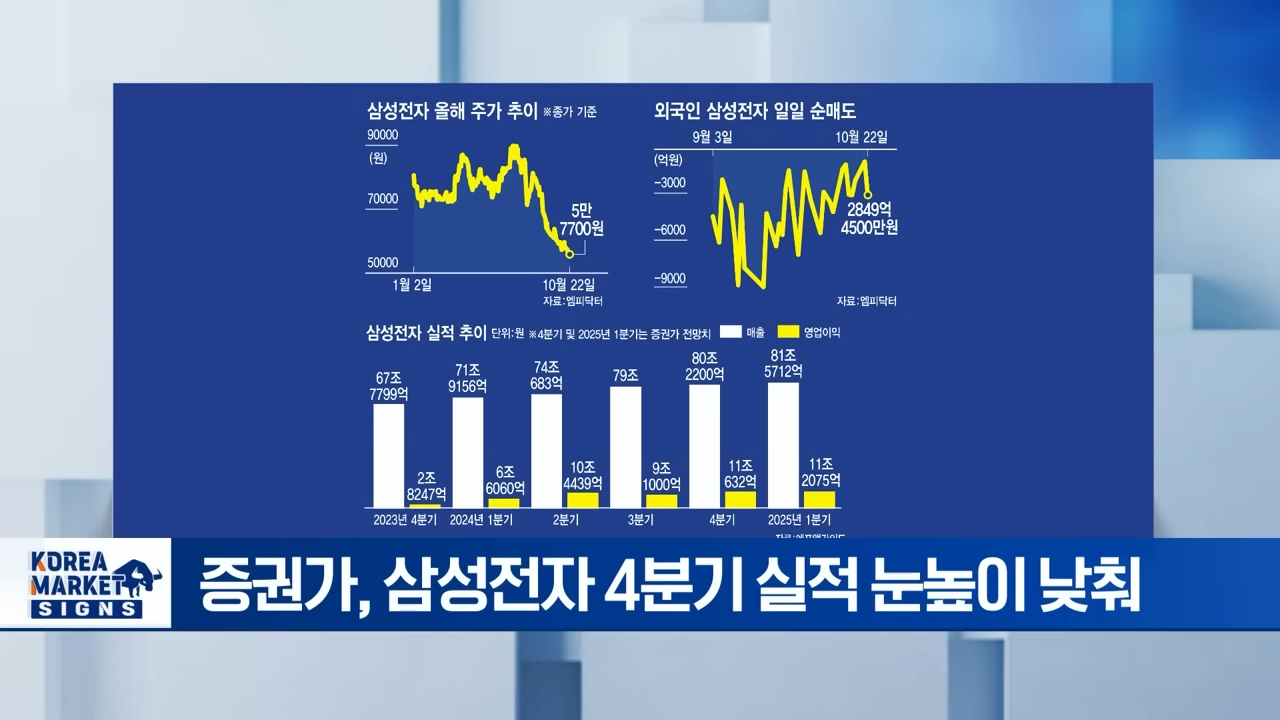 삼성전자 올해 주가 추이 ※종가 기준
90000
(원)
70000
50000
5만
7700원
1월 2일
10월 22일
자료:엠피닥터
외국인 삼성전자 일일 순매도
9월 3일
10월 22일
(억원)
-3000
-6000
-9000
2849억
4500만원
자료:엠피닥터
삼성전자 실적 추이 단위:원 ※4분기 및 2025년 1분기는 증권가 전망치 매출 영업이익
67조
7799억
2조
8247억
71조
9156억
6조
6060억
74조
683억
10조
4439억
79조
9조
1000억
80조
2200억
11조
632억
81조
5712억
11조
2075억
2023년 4분기
2024년 1분기
2분기
3분기
4분기
2025년 1분기
KOREA
MARKET
SIGNS
증권가, 삼성전자 4분기 실적 눈높이 낮춰